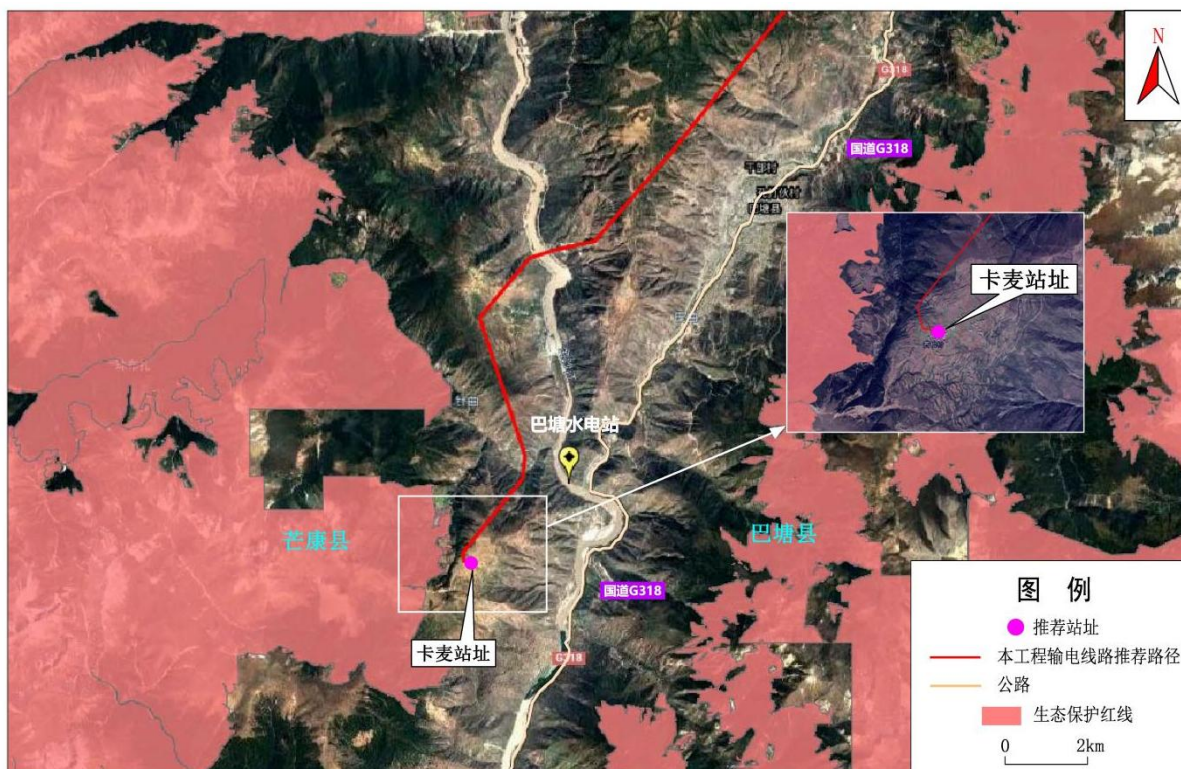 N
G318
国道G318
巴塘县
卡麦站址
巴塘水电站
芒康县
巴塘县
国道G318
卡麦站址
G318
图 例
推荐站址
本工程输电线路推荐路径
公路
生态保护红线
0 2km